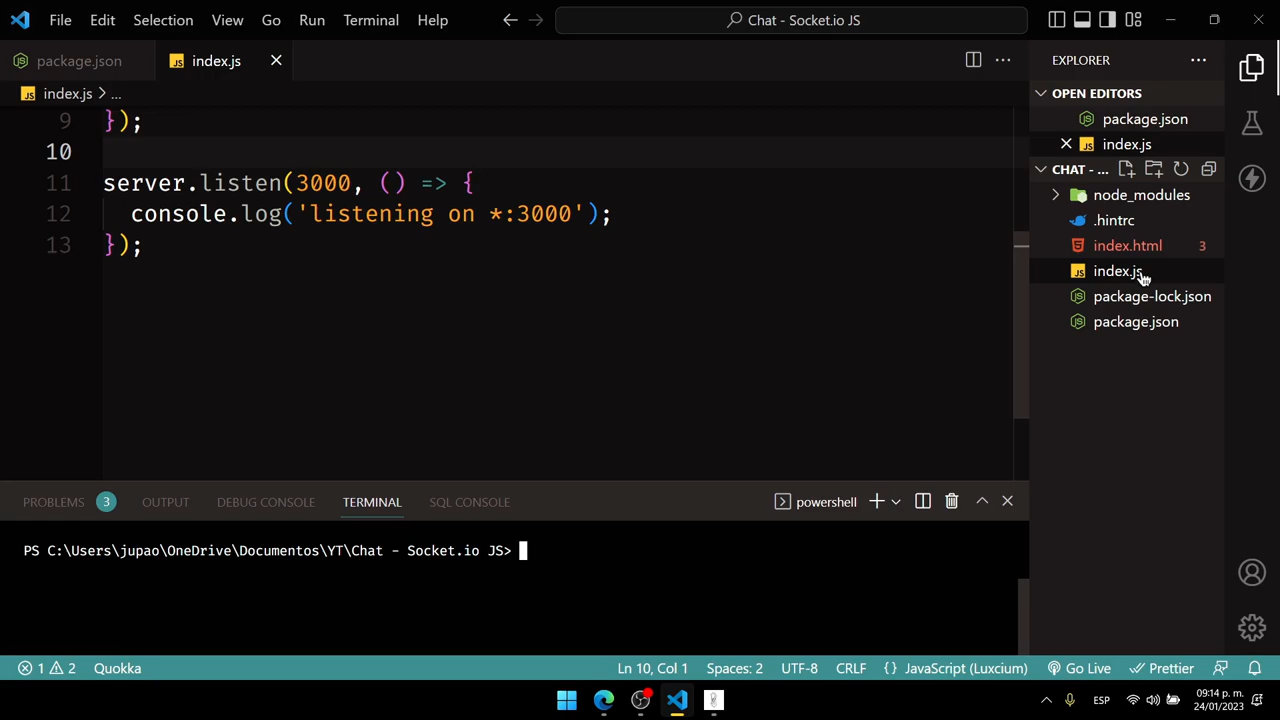 File Edit Selection View Go Run Terminal Help
Chat - Socket.io JS
package.json
index.js
index.js > ...
EXPLORER
OPEN EDITORS
package.json
index.js
CHAT - ...
node_modules
.hintrc
index.html 3
index.js
package-lock.json
package.json
9 });
10
11 server.listen(3000, () => {
12 console.log('listening on *:3000');
13 });
PROBLEMS 3 OUTPUT DEBUG CONSOLE TERMINAL SQL CONSOLE
powershell
PS C:\Users\jupao\OneDrive\Documentos\YT\Chat - Socket.io JS>
1 2 Quokka Ln 10, Col 1 Spaces: 2 UTF-8 CRLF {} JavaScript (Luxcium) Go Live Prettier
ESP
09:14 p. m.
24/01/2023